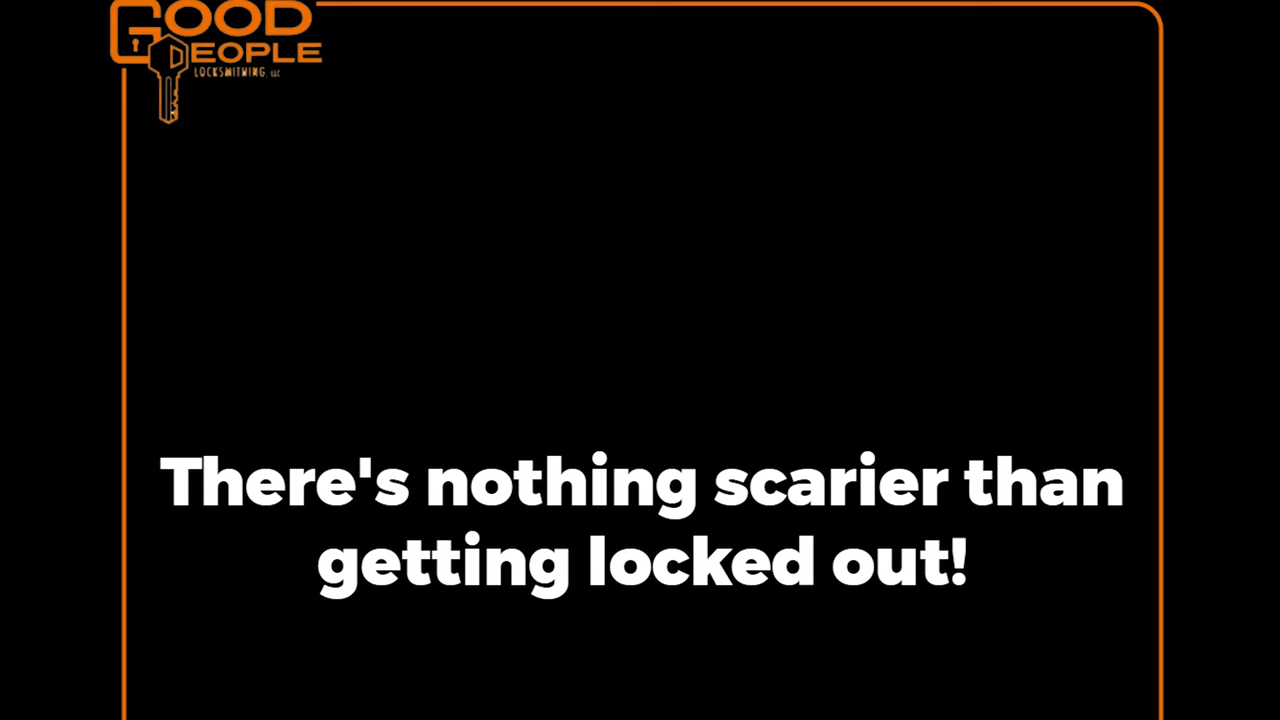 GOOD
PEOPLE
LOCKSMITHING, LLC
There's nothing scarier than
getting locked out!